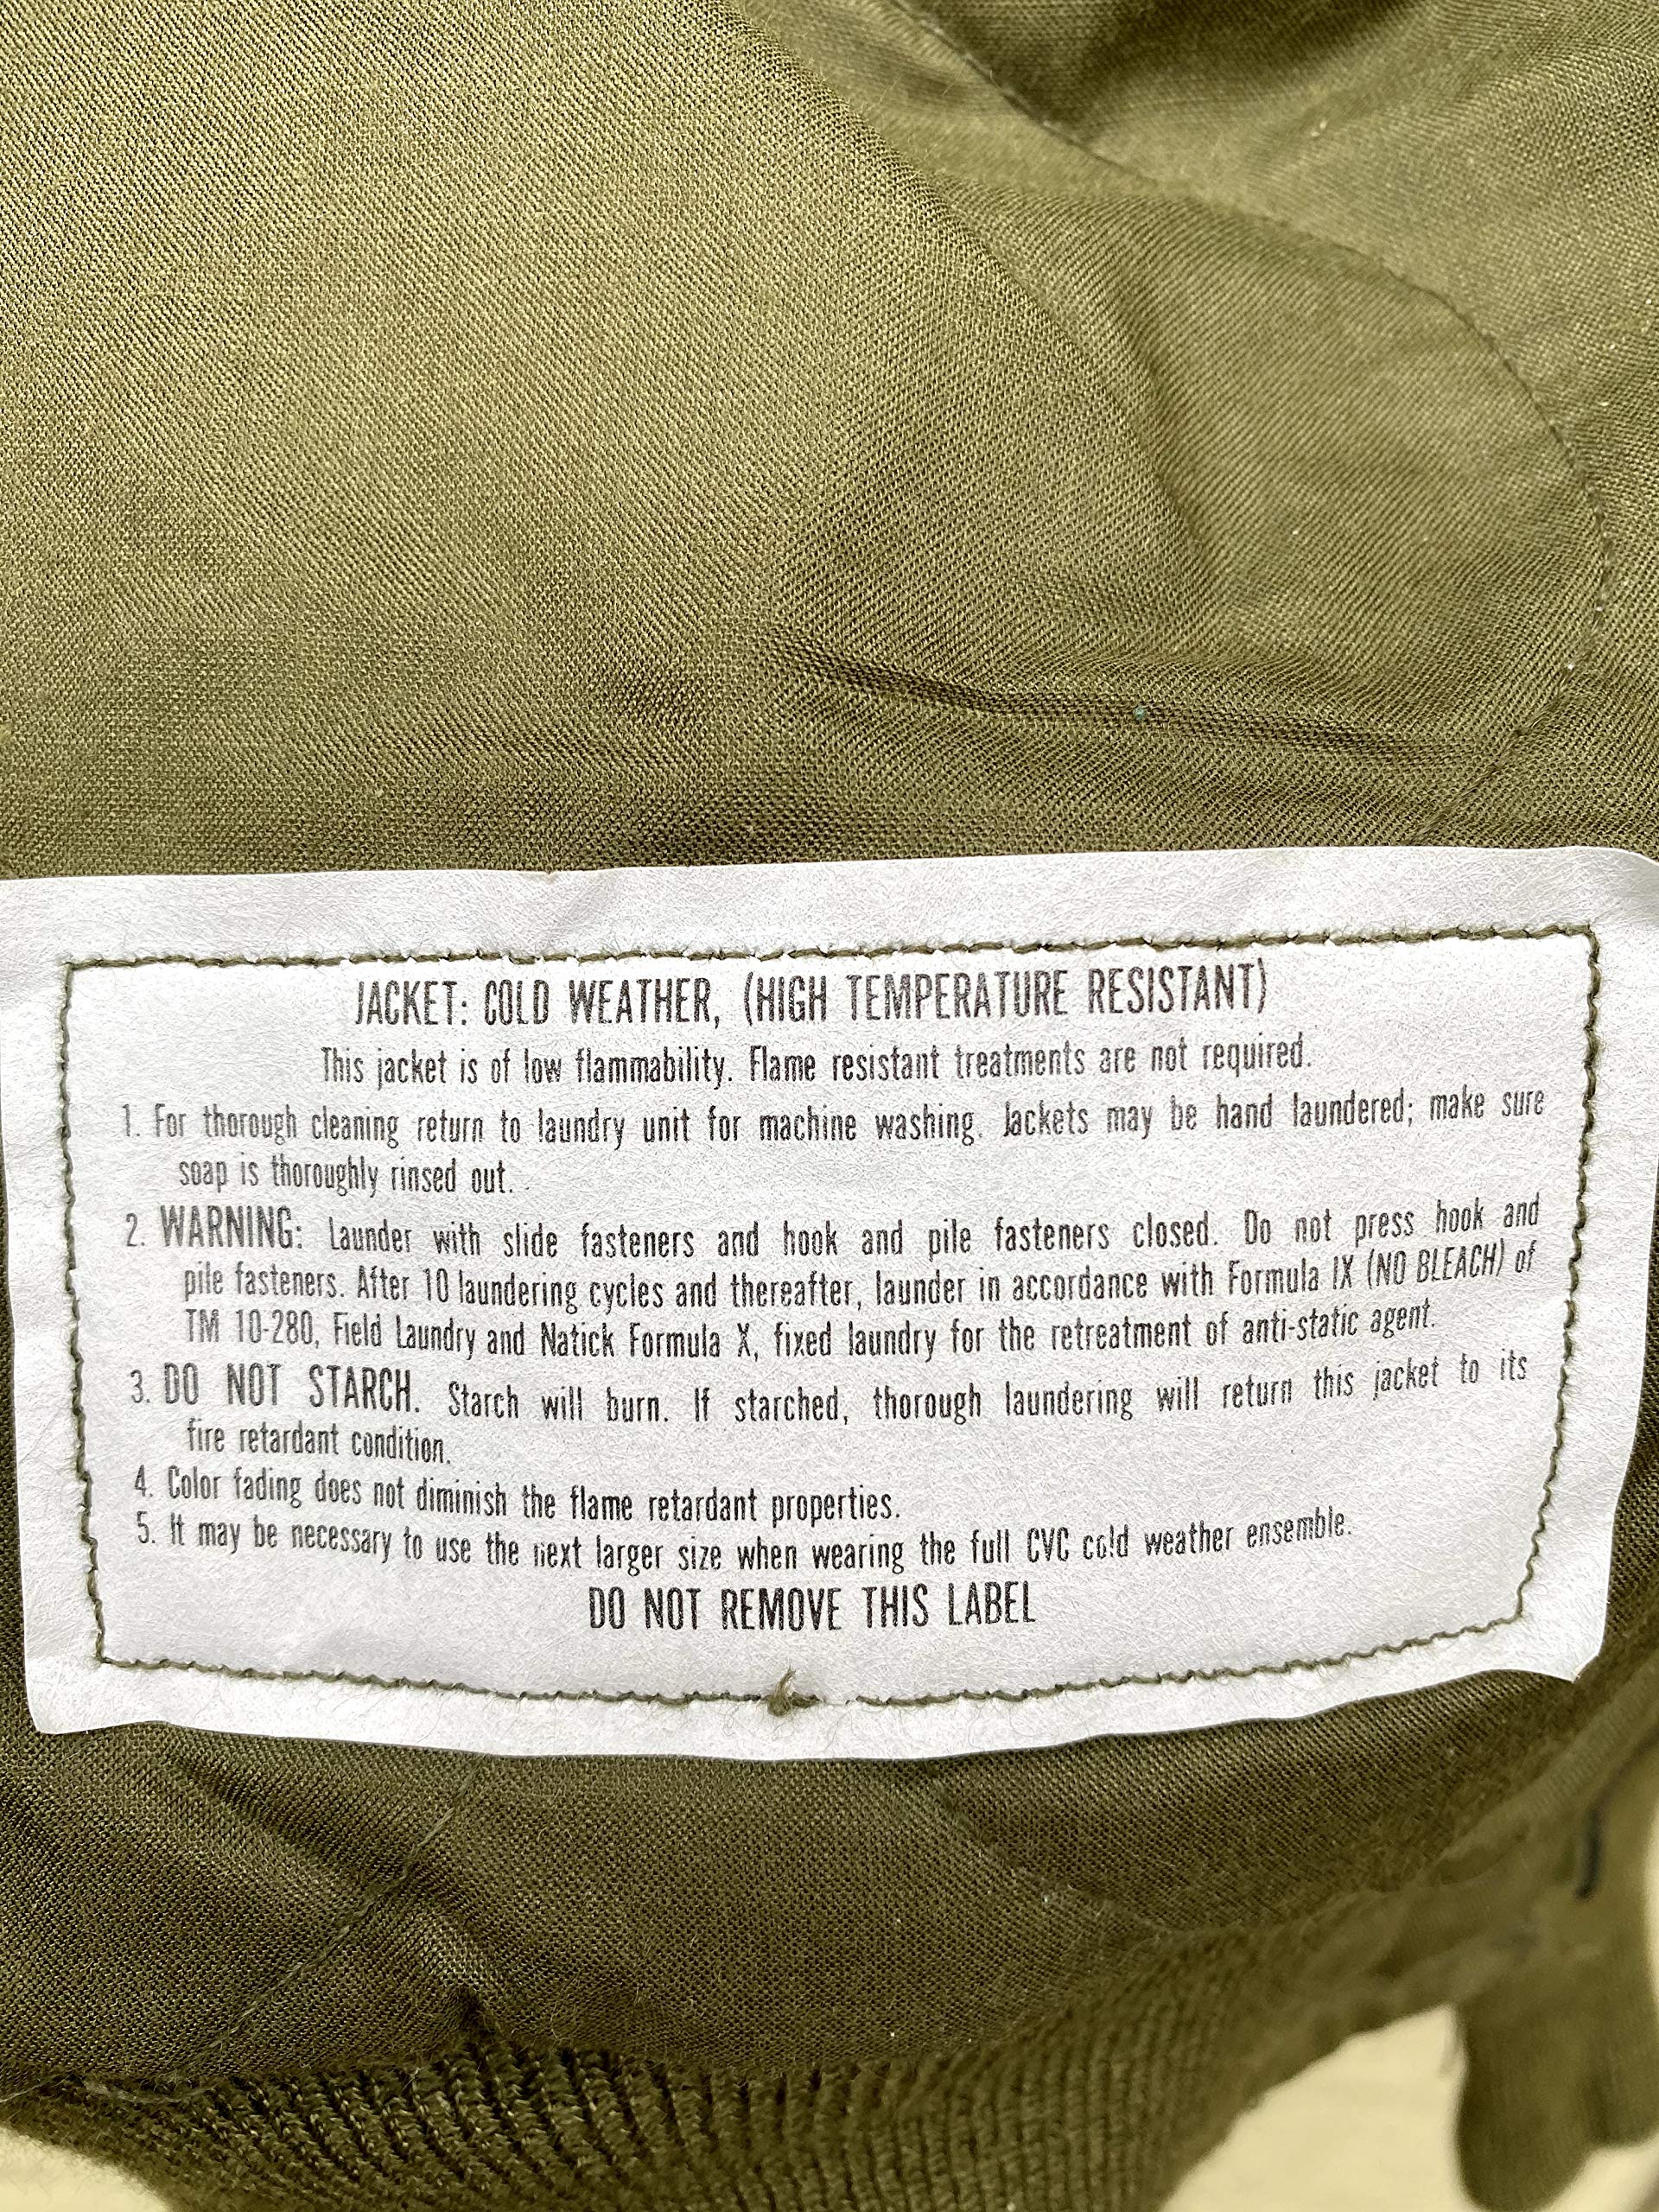 JACKET: COLD WEATHER, (HIGH TEMPERATURE RESISTANT)
This jacket is of low flammability. Flame resistant treatments are not required.
1. For thorough cleaning return to laundry unit for machine washing. Jackets may be hand laundered; make sure
soap is thoroughly rinsed out.
2. WARNING: Launder with slide fasteners and hook and pile fasteners closed. Do not press hook and
pile fasteners. After 10 laundering cycles and thereafter, launder in accordance with Formula IX (NO BLEACH) of
TM 10-280, Field Laundry and Natick Formula X, fixed laundry for the retreatment of anti-static agent.
3. DO NOT STARCH. Starch will burn. If starched, thorough laundering will return this jacket to its
fire retardant condition.
4. Color fading does not diminish the flame retardant properties.
5. It may be necessary to use the next larger size when wearing the full CVC cold weather ensemble.
DO NOT REMOVE THIS LABEL